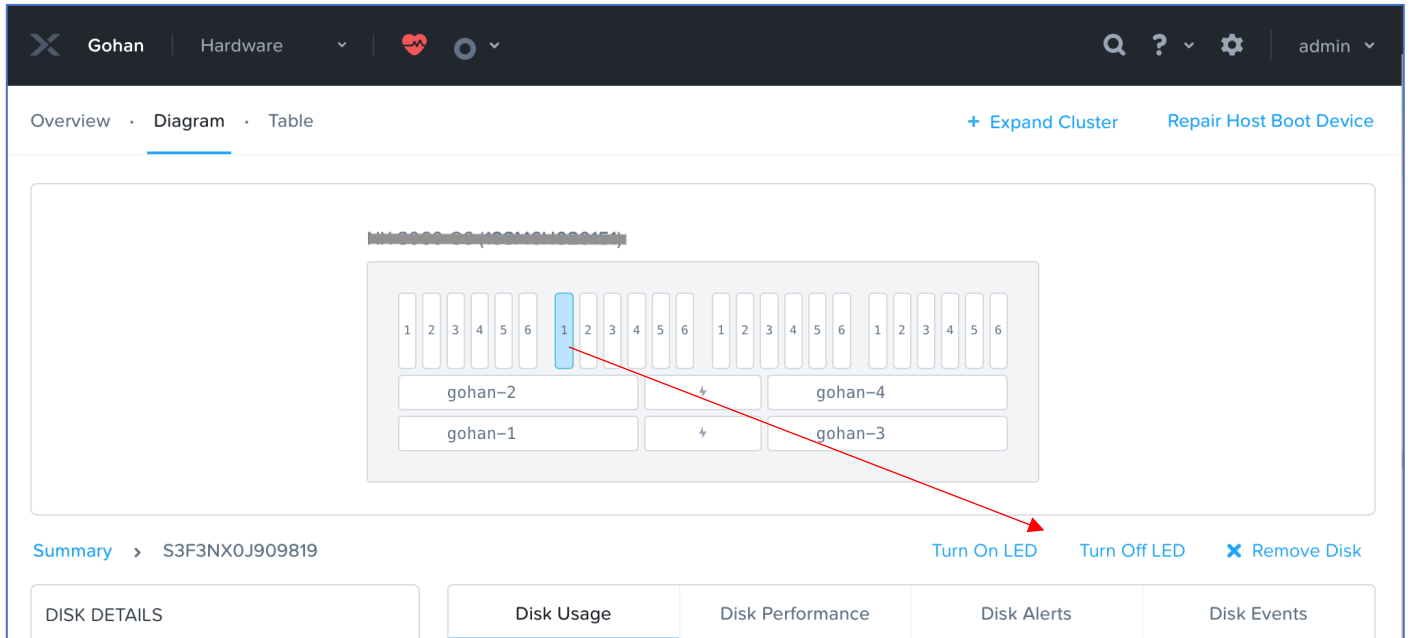 Gohan Hardware ? admin
Overview · Diagram · Table + Expand Cluster Repair Host Boot Device
1 2 3 4 5 6 1 2 3 4 5 6 1 2 3 4 5 6 1 2 3 4 5 6
gohan-2 gohan-4
gohan-1 gohan-3
Summary > S3F3NX0J909819 Turn On LED Turn Off LED × Remove Disk
DISK DETAILS Disk Usage Disk Performance Disk Alerts Disk Events